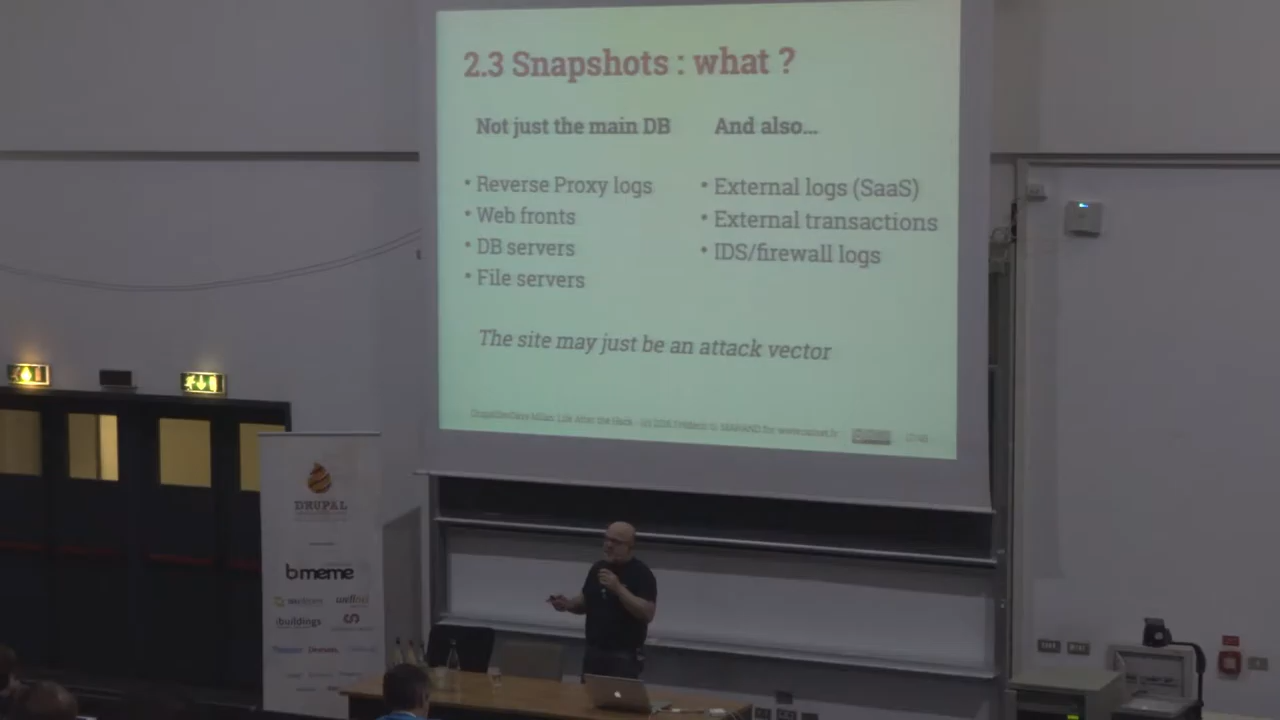 2.3 Snapshots : what ?
Not just the main DB
• Reverse Proxy logs
• Web fronts
• DB servers
• File servers
And also...
• External logs (SaaS)
• External transactions
• IDS/firewall logs
The site may just be an attack vector
DRUPAL
bmeme
buildings